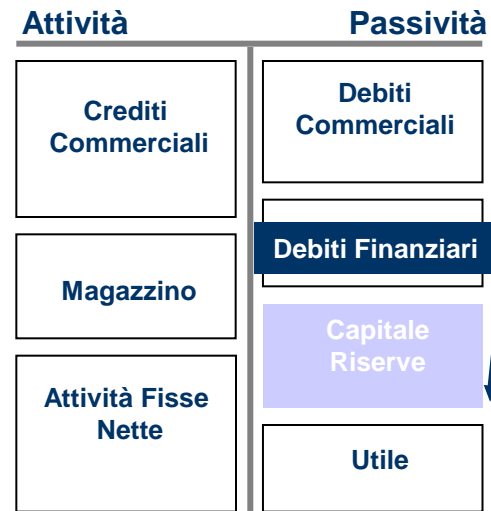 Attività
Passività
Crediti
Commerciali
Magazzino
Attività Fisse
Nette
Debiti
Commerciali
Debiti Finanziari
Capitale
Riserve
Utile